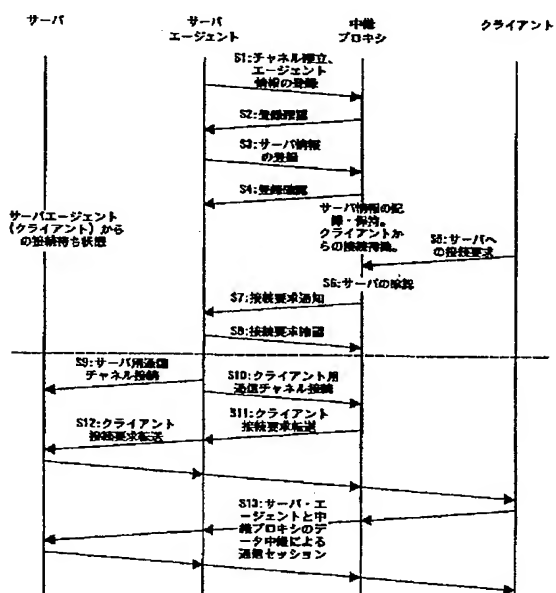 サーバ
サーバ
エージェント
中継
プロキシ
クライアント
S1:チャネル確立、
エージェント
情報の登録
S2:登録確認
S3:サーバ情報
の登録
S4:登録確認
サーバエージェント
(クライアント)から
の接続待ち状態
サーバ情報の記
録・保持。
クライアントか
らの接続待機。
S5:サーバへ
の接続要求
S6:サーバの確認
S7:接続要求通知
S8:接続要求確認
S9:サーバ用通信
チャネル接続
S10:クライアント用
通信チャネル接続
S11:クライアント
接続要求転送
S12:クライアント
接続要求転送
S13:サーバ・エ
ージェントと中
継プロキシのデ
ータ中継による
通信セッション